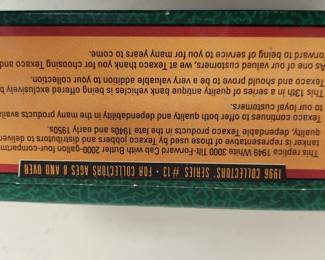 1996 COLLECTORS' SERIES #13 • FOR COLLECTORS AGES 8 AND OVER
This replica 1949 White 3000 Tilt-Forward Cab with Butler 2000-gallon four-compartm
tanker is representative of those used by Texaco jobbers and distributors to deliver
quality, dependable Texaco products in the late 1940s and early 1950s.
Texaco continues to offer both quality and dependability in the many products availab
to our loyal customers.
This 13th in a series of quality antique bank vehicles is being offered exclusively b
Texaco and should prove to be a very valuable addition to your collection.
As one of our valued customers, we at Texaco thank you for choosing Texaco and
forward to being of service to you for many years to come.